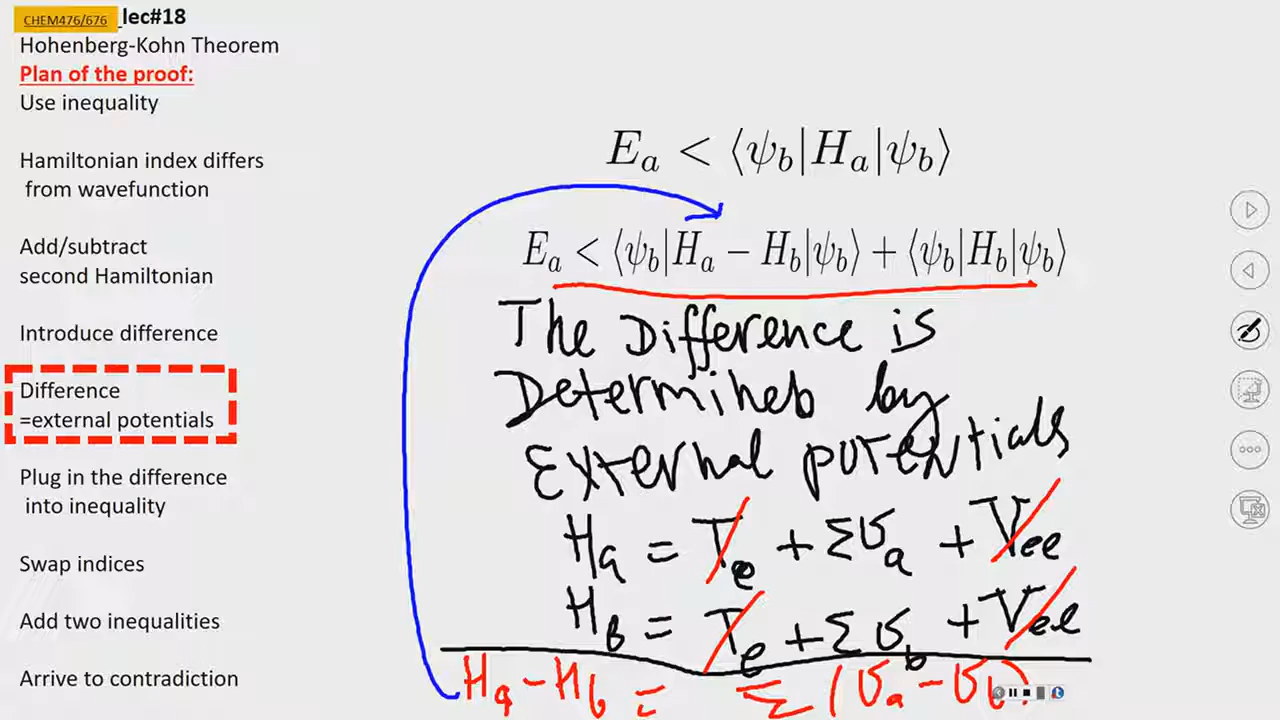 CHEM476/676 lec#18
Hohenberg-Kohn Theorem
Plan of the proof:
Use inequality
Hamiltonian index differs
from wavefunction
Add/subtract
second Hamiltonian
Introduce difference
Difference
=external potentials
Plug in the difference
into inequality
Swap indices
Add two inequalities
Arrive to contradiction
E_a < ⟨ψ_b|H_a|ψ_b⟩
E_a < ⟨ψ_b|H_a − H_b|ψ_b⟩ + ⟨ψ_b|H_b|ψ_b⟩
The Difference is
Determined by
External potentials
H_a = T_e + Σ υ_a + V_ee
H_b = T_e + Σ υ_b + V_ee
H_a − H_b = Σ (υ_a − υ_b)